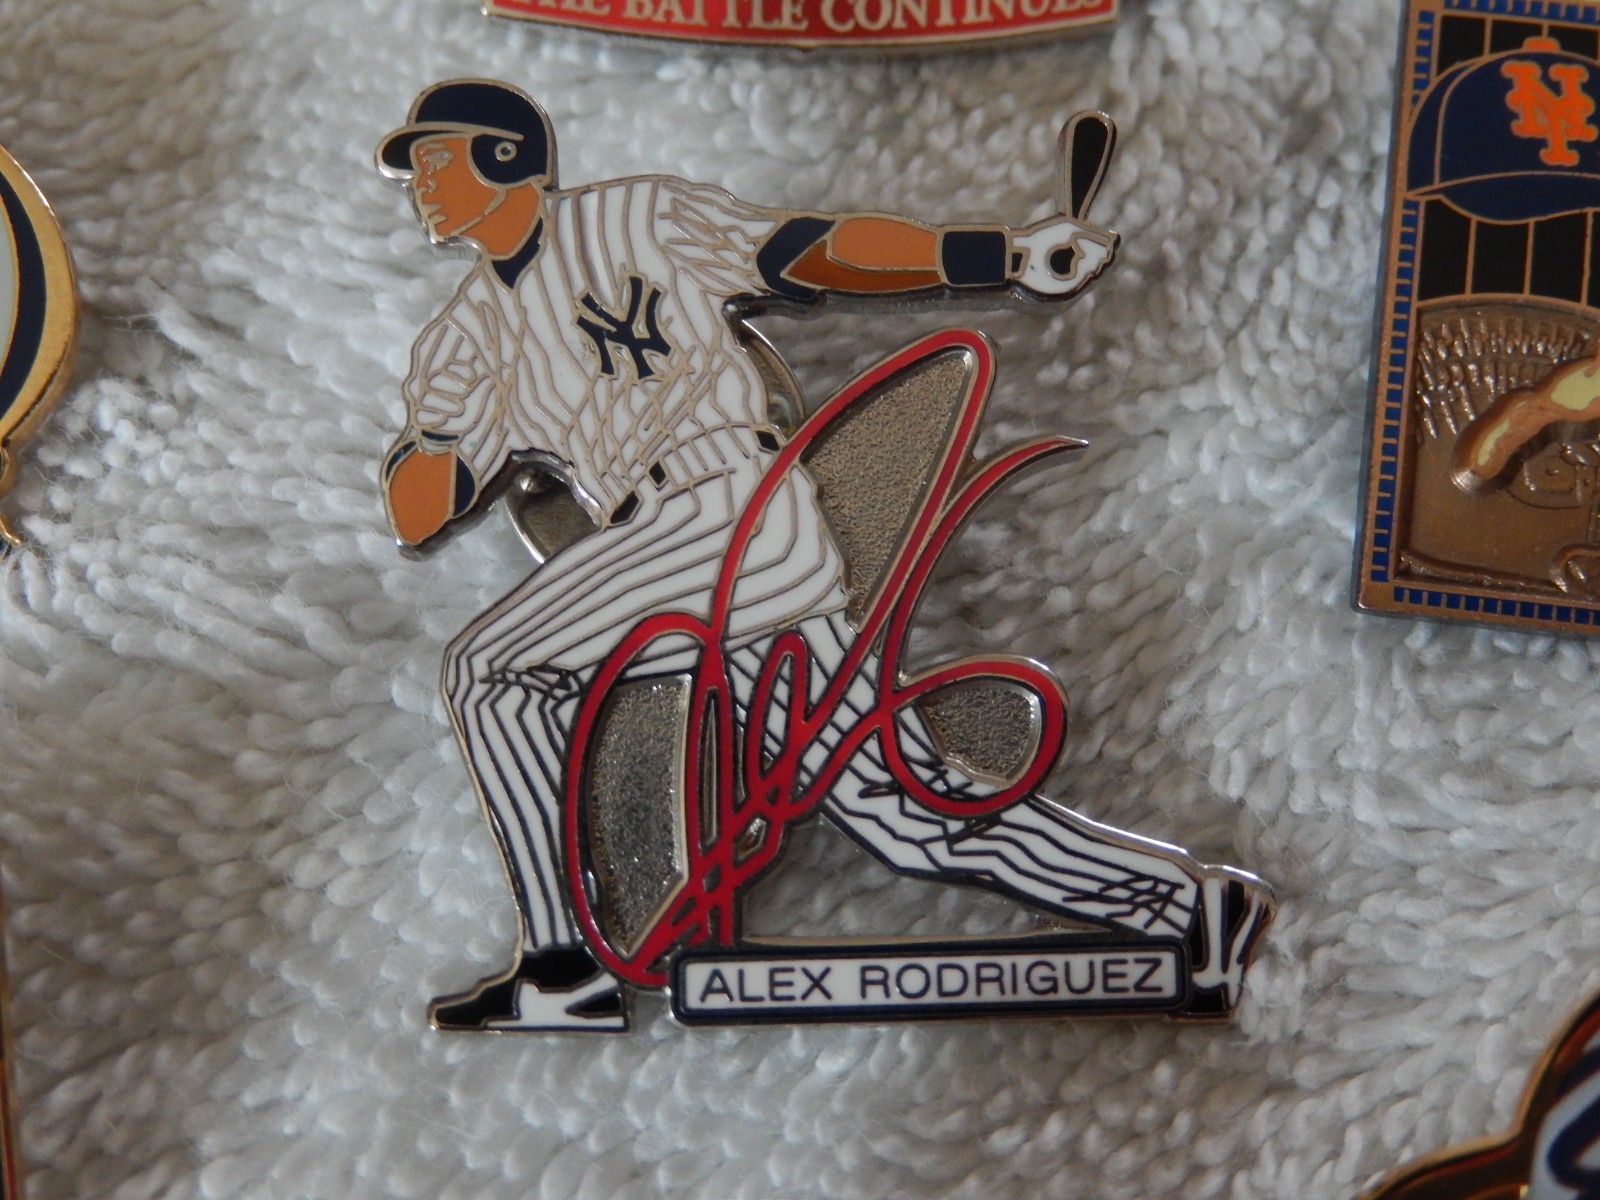 THE BATTLE CONTINUES
NY
NY
ALEX RODRIGUEZ